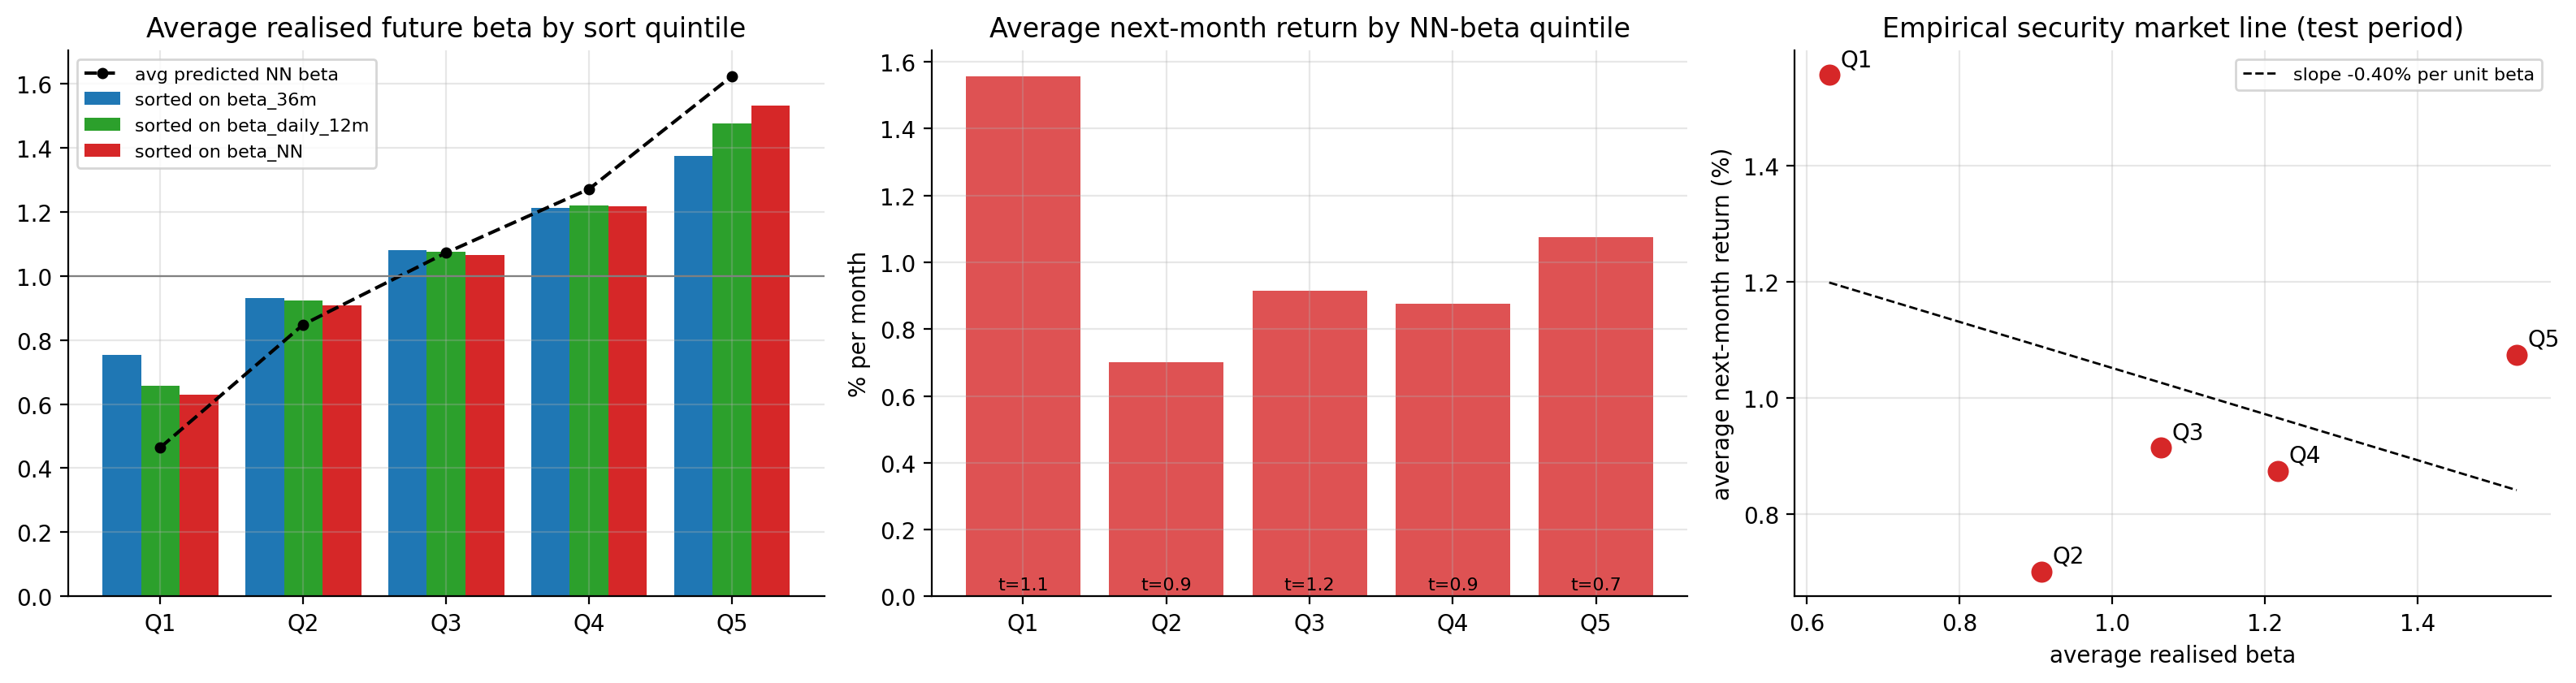 Average realised future beta by sort quintile
avg predicted NN beta
sorted on beta_36m
sorted on beta_daily_12m
sorted on beta_NN
1.6
1.4
1.2
1.0
0.8
0.6
0.4
0.2
0.0
Q1 Q2 Q3 Q4 Q5
Average next-month return by NN-beta quintile
% per month
1.6
1.4
1.2
1.0
0.8
0.6
0.4
0.2
0.0
t=1.1 t=0.9 t=1.2 t=0.9 t=0.7
Q1 Q2 Q3 Q4 Q5
Empirical security market line (test period)
slope -0.40% per unit beta
average next-month return (%)
1.4
1.2
1.0
0.8
Q1
Q5
Q3
Q4
Q2
0.6 0.8 1.0 1.2 1.4
average realised beta